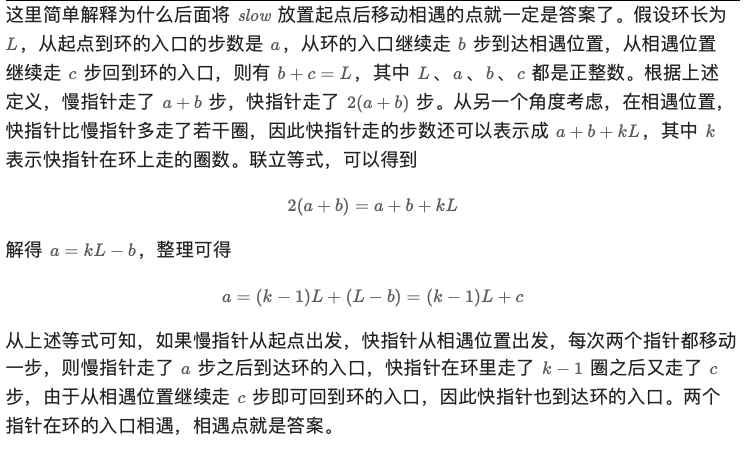 这里简单解释为什么后面将 slow 放置起点后移动相遇的点就一定是答案了。假设环长为
L，从起点到环的入口的步数是 a，从环的入口继续走 b 步到达相遇位置，从相遇位置
继续走 c 步回到环的入口，则有 b + c = L，其中 L、a、b、c 都是正整数。根据上述
定义，慢指针走了 a + b 步，快指针走了 2(a + b) 步。从另一个角度考虑，在相遇位置，
快指针比慢指针多走了若干圈，因此快指针走的步数还可以表示成 a + b + kL，其中 k
表示快指针在环上走的圈数。联立等式，可以得到
2(a + b) = a + b + kL
解得 a = kL − b，整理可得
a = (k − 1)L + (L − b) = (k − 1)L + c
从上述等式可知，如果慢指针从起点出发，快指针从相遇位置出发，每次两个指针都移动
一步，则慢指针走了 a 步之后到达环的入口，快指针在环里走了 k − 1 圈之后又走了 c
步，由于从相遇位置继续走 c 步即可回到环的入口，因此快指针也到达环的入口。两个
指针在环的入口相遇，相遇点就是答案。